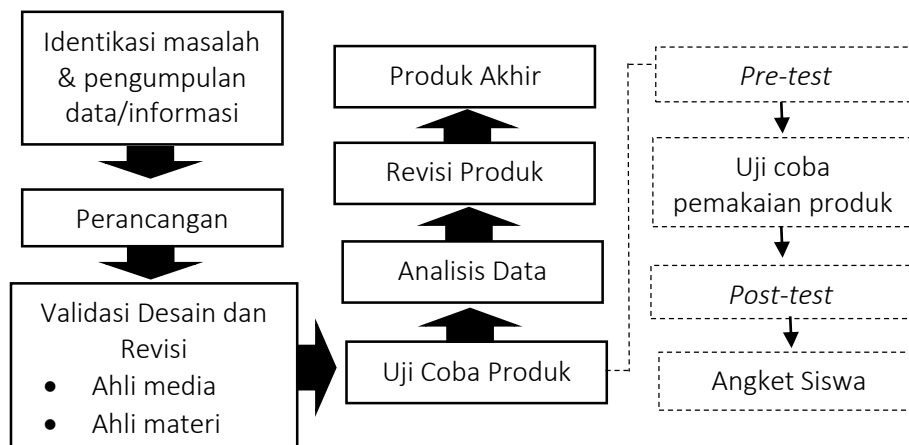 Identikasi masalah
& pengumpulan
data/informasi
Perancangan
Validasi Desain dan
Revisi
● Ahli media
● Ahli materi
Produk Akhir
Revisi Produk
Analisis Data
Uji Coba Produk
Pre-test
Uji coba
pemakaian produk
Post-test
Angket Siswa